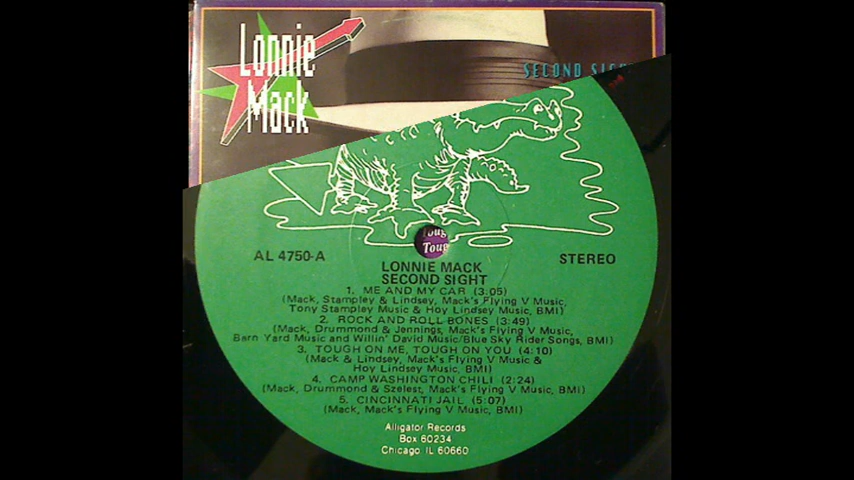 Lonnie
Mack
SECOND
AL 4750-A
Tough
Tough
STEREO
LONNIE MACK
SECOND SIGHT
1. ME AND MY CAR (3:05)
(Mack, Stampley & Lindsey, Mack's Flying V Music,
Tony Stampley Music & Hoy Lindsey Music, BMI)
2. ROCK AND ROLL BONES (3:49)
(Mack, Drummond & Jennings, Mack's Flying V Music,
Barn Yard Music and Willin' David Music/Blue Sky Rider Songs, BMI)
3. TOUGH ON ME, TOUGH ON YOU (4:10)
(Mack & Lindsey, Mack's Flying V Music &
Hoy Lindsey Music, BMI)
4. CAMP WASHINGTON CHILI (2:24)
(Mack, Drummond & Szelest, Mack's Flying V Music, BMI)
5. CINCINNATI JAIL (5:07)
(Mack, Mack's Flying V Music, BMI)
Alligator Records
Box 60234
Chicago IL 60660